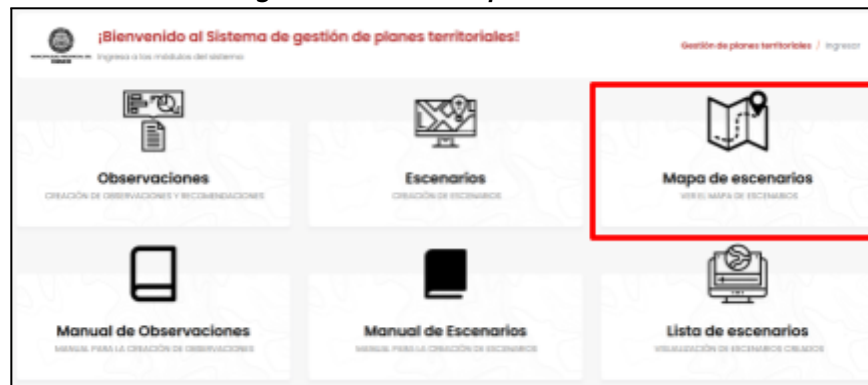 ¡Bienvenido al Sistema de gestión de planes territoriales!
Ingresa a los módulos del sistema
Gestión de planes territoriales / Ingresar
Observaciones
CREACIÓN DE OBSERVACIONES Y RECOMENDACIONES
Escenarios
CREACIÓN DE ESCENARIOS
Mapa de escenarios
VER EL MAPA DE ESCENARIOS
Manual de Observaciones
MANUAL PARA LA CREACIÓN DE OBSERVACIONES
Manual de Escenarios
MANUAL PARA LA CREACIÓN DE ESCENARIOS
Lista de escenarios
VISUALIZACIÓN DE ESCENARIOS CREADOS